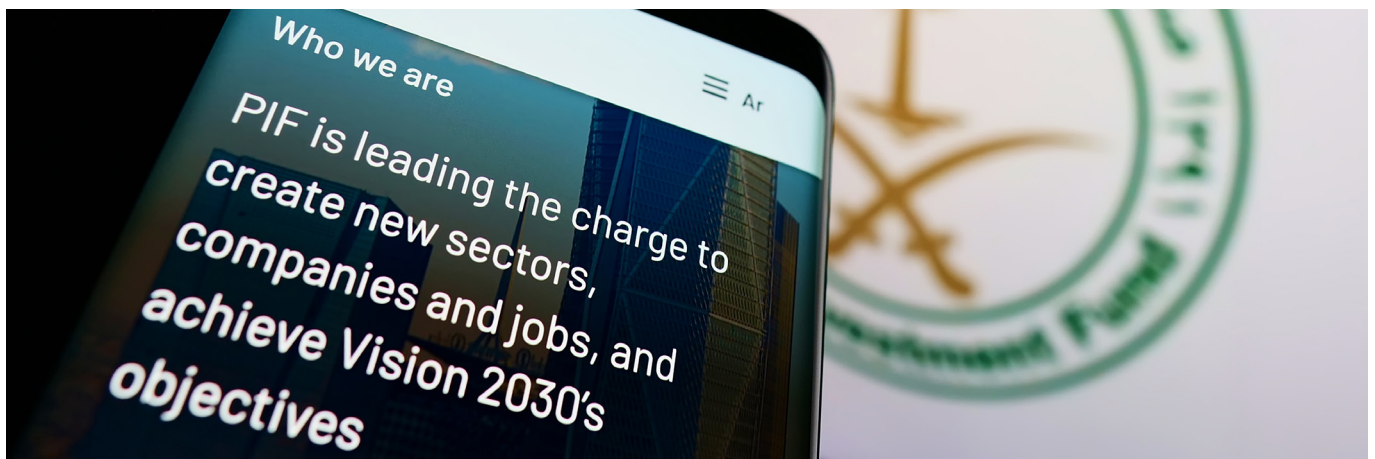 Who we are
Ar
PIF is leading the charge to
create new sectors,
companies and jobs, and
achieve Vision 2030’s
objectives
Fund